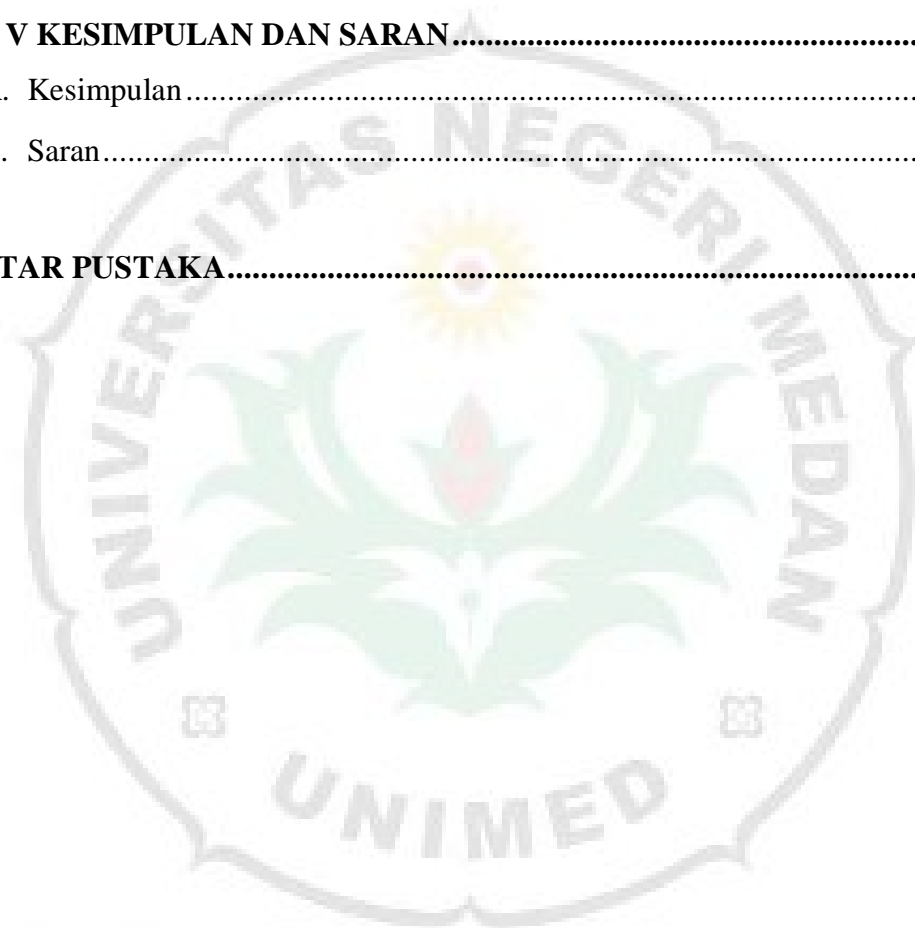 V KESIMPULAN DAN SARAN........................................................
. Kesimpulan..........................................................................................
. Saran....................................................................................................
TAR PUSTAKA....................................................................................
UNIVERSITAS NEGERI MEDAN
UNIMED